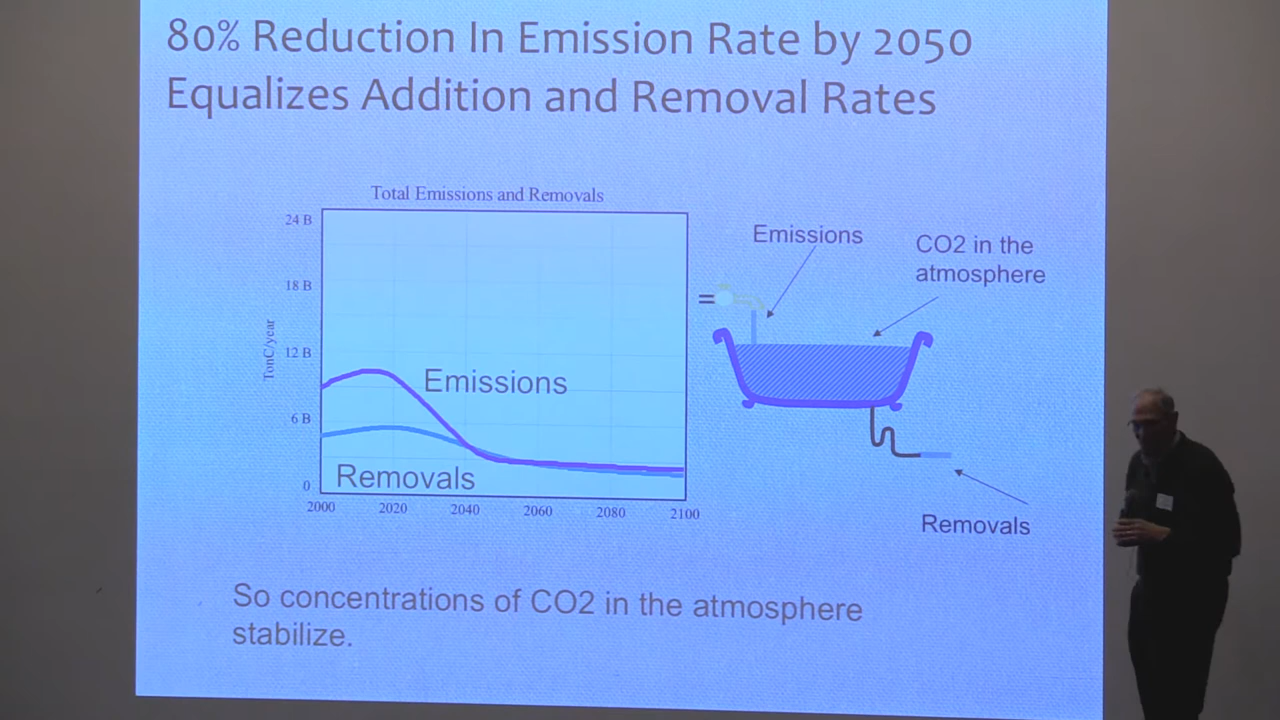 80% Reduction In Emission Rate by 2050
Equalizes Addition and Removal Rates
Total Emissions and Removals
24 B
18 B
12 B
6 B
0
TonC/year
Emissions
Removals
2000
2020
2040
2060
2080
2100
=
Emissions
CO2 in the
atmosphere
Removals
So concentrations of CO2 in the atmosphere
stabilize.